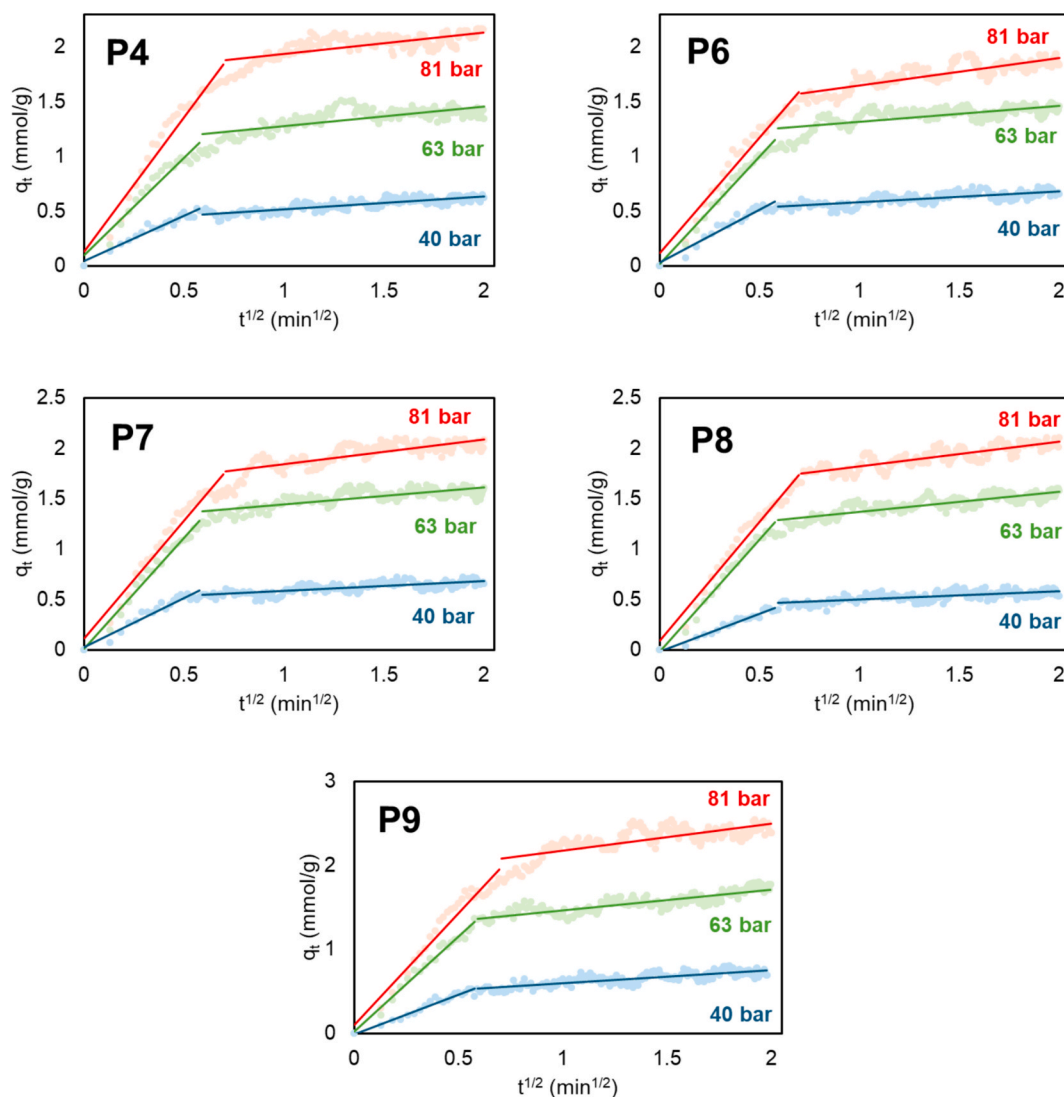 P4
2
1.5
1
0.5
0
qt (mmol/g)
81 bar
63 bar
40 bar
0 0.5 1 1.5 2
t1/2 (min1/2)
P6
2
1.5
1
0.5
0
qt (mmol/g)
81 bar
63 bar
40 bar
0 0.5 1 1.5 2
t1/2 (min1/2)
P7
2.5
2
1.5
1
0.5
0
qt (mmol/g)
81 bar
63 bar
40 bar
0 0.5 1 1.5 2
t1/2 (min1/2)
P8
2.5
2
1.5
1
0.5
0
qt (mmol/g)
81 bar
63 bar
40 bar
0 0.5 1 1.5 2
t1/2 (min1/2)
P9
3
2
1
0
qt (mmol/g)
81 bar
63 bar
40 bar
0 0.5 1 1.5 2
t1/2 (min1/2)